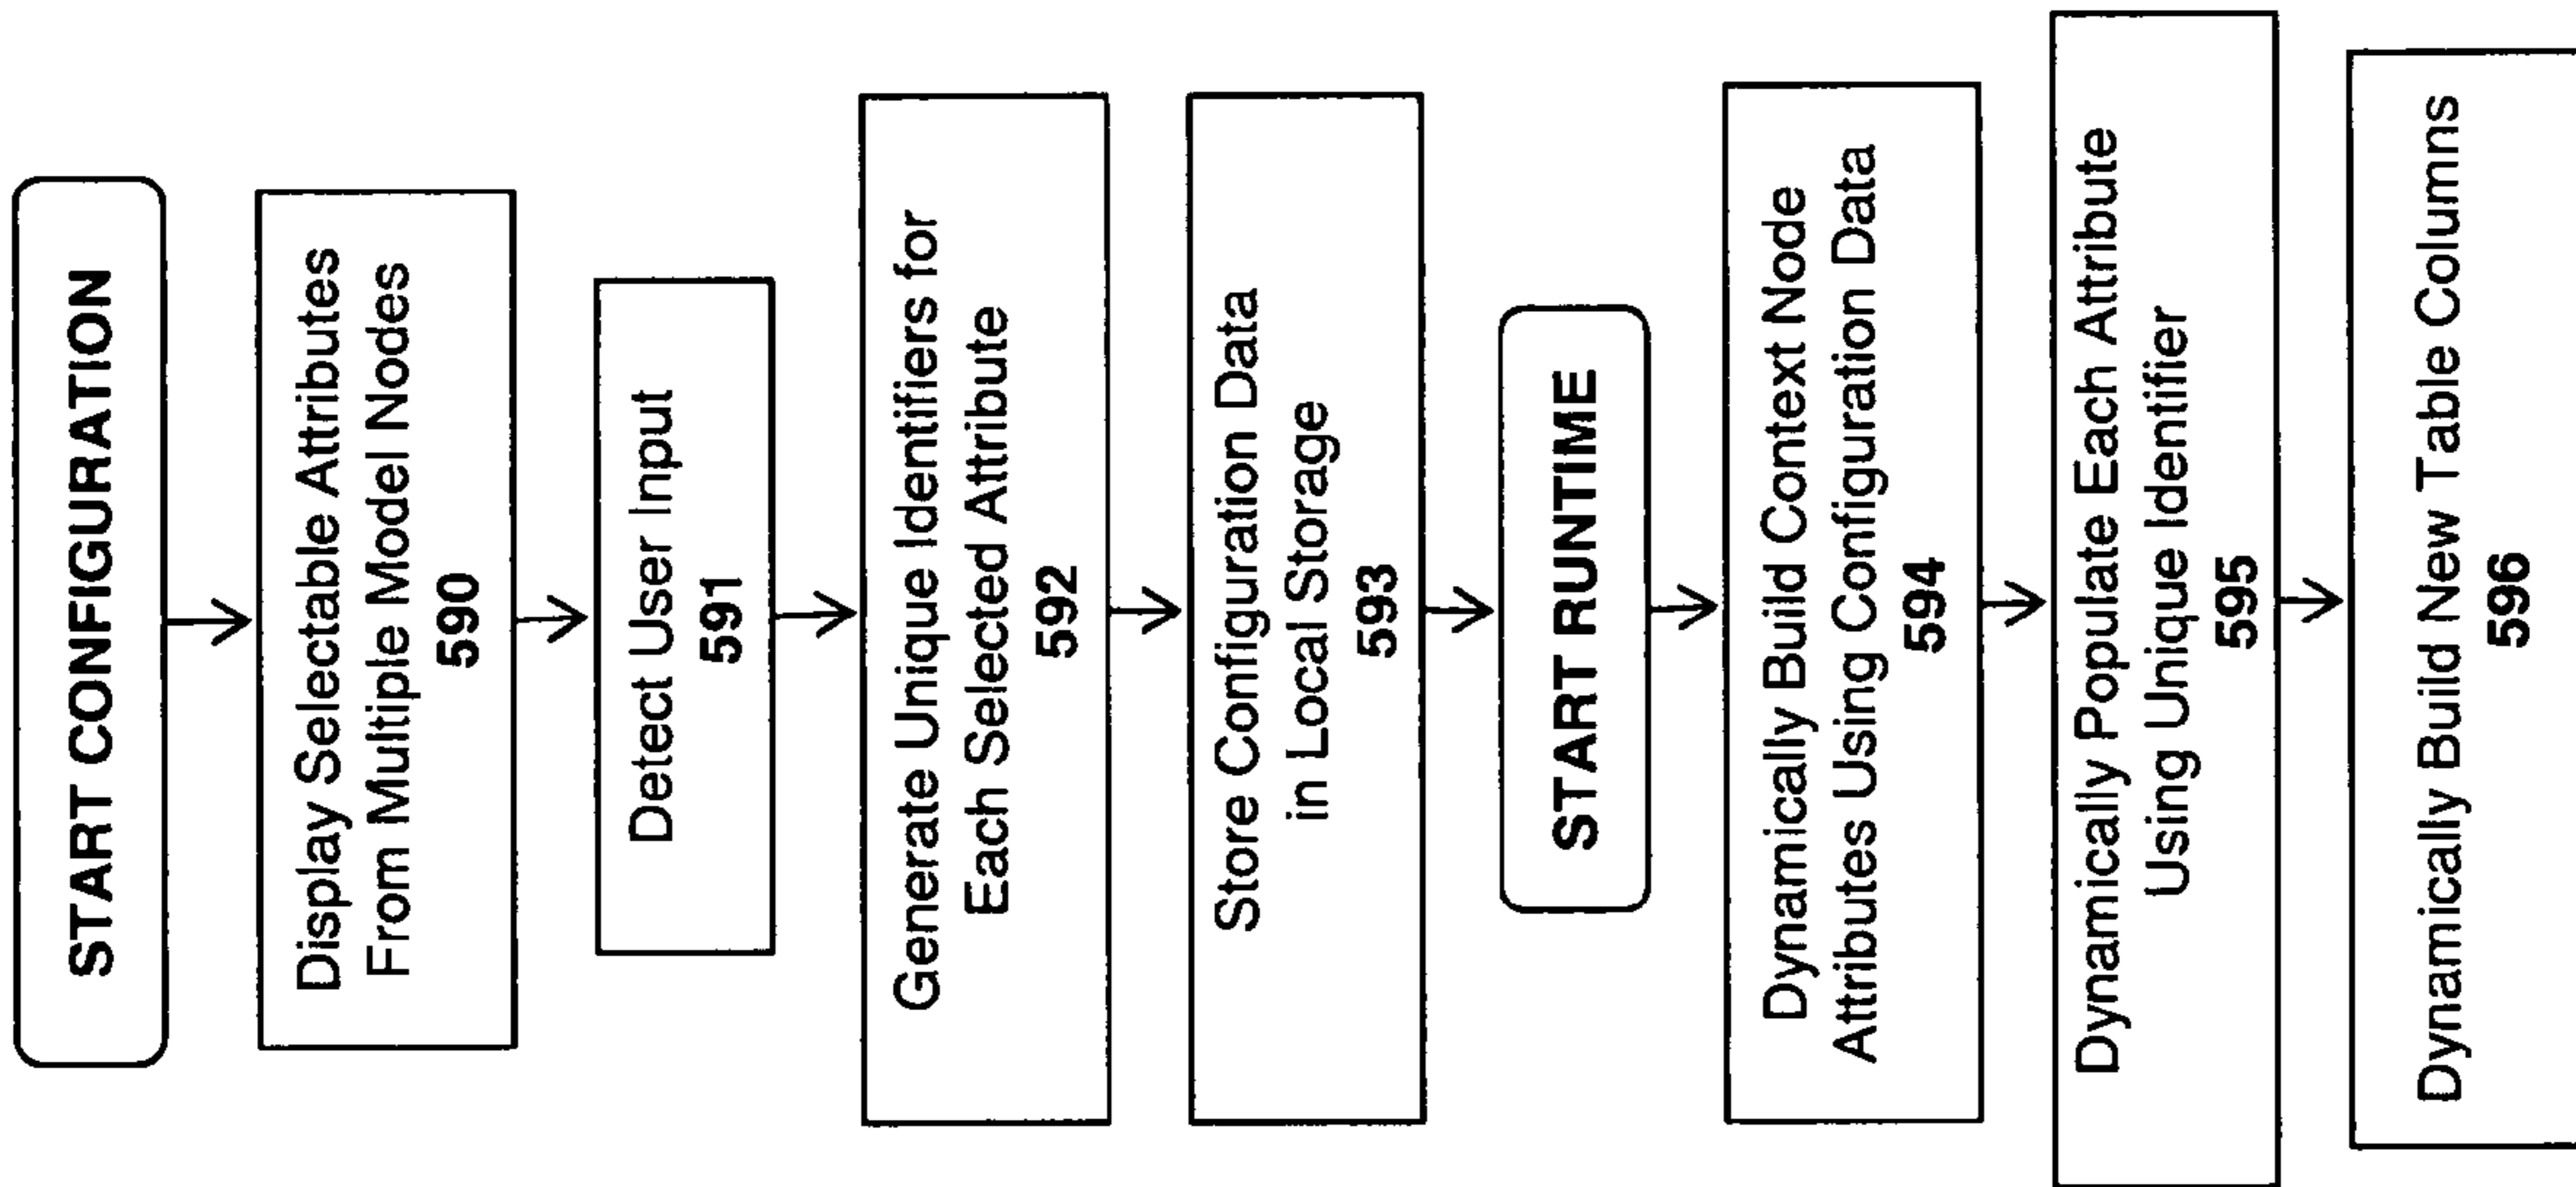 START CONFIGURATION
Display Selectable Attributes
From Multiple Model Nodes
590
Detect User Input
591
Generate Unique Identifiers for
Each Selected Attribute
592
Store Configuration Data
in Local Storage
593
START RUNTIME
Dynamically Build Context Node
Attributes Using Configuration Data
594
Dynamically Populate Each Attribute
Using Unique Identifier
595
Dynamically Build New Table Columns
596